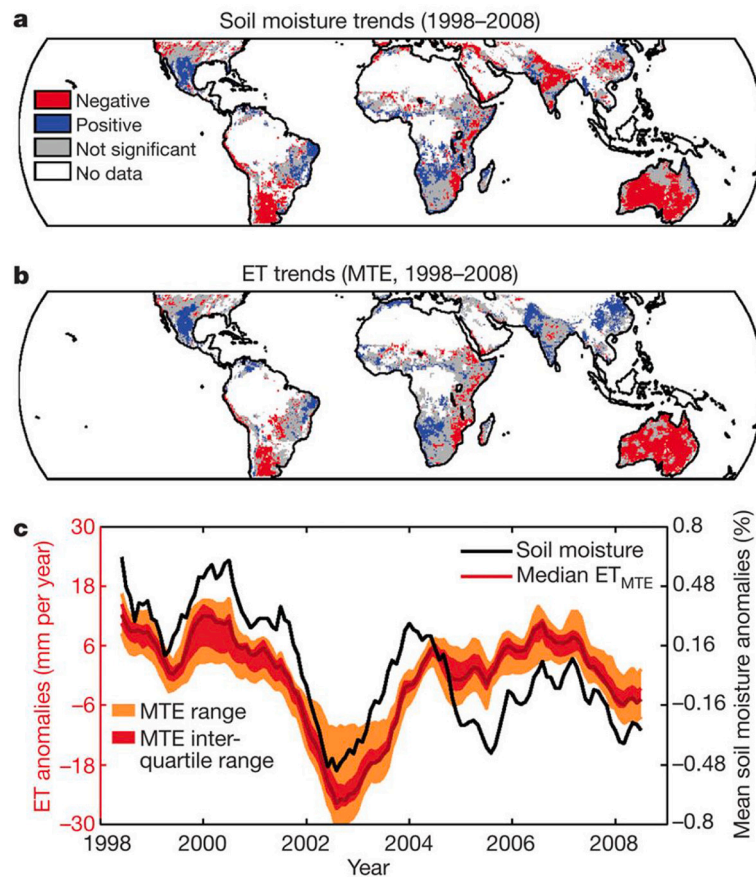 a
Soil moisture trends (1998–2008)
Negative
Positive
Not significant
No data
b
ET trends (MTE, 1998–2008)
c
30
18
6
−6
−18
−30
ET anomalies (mm per year)
Soil moisture
Median ET_MTE
MTE range
MTE inter-
quartile range
0.8
0.48
0.16
−0.16
−0.48
−0.8
Mean soil moisture anomalies (%)
1998
2000
2002
2004
2006
2008
Year